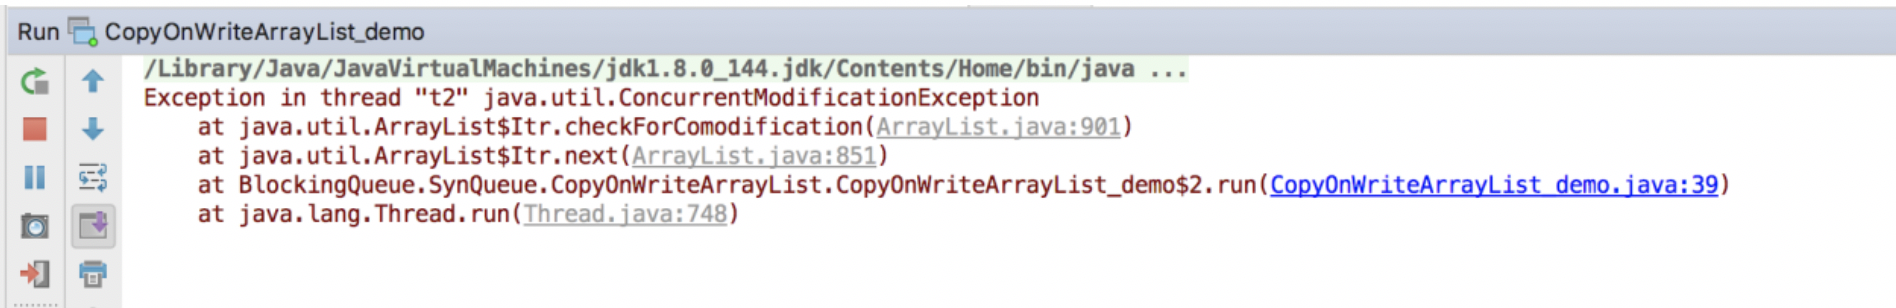 Run CopyOnWriteArrayList_demo
/Library/Java/JavaVirtualMachines/jdk1.8.0_144.jdk/Contents/Home/bin/java ...
Exception in thread "t2" java.util.ConcurrentModificationException
at java.util.ArrayList$Itr.checkForComodification(ArrayList.java:901)
at java.util.ArrayList$Itr.next(ArrayList.java:851)
at BlockingQueue.SynQueue.CopyOnWriteArrayList.CopyOnWriteArrayList_demo$2.run(CopyOnWriteArrayList_demo.java:39)
at java.lang.Thread.run(Thread.java:748)